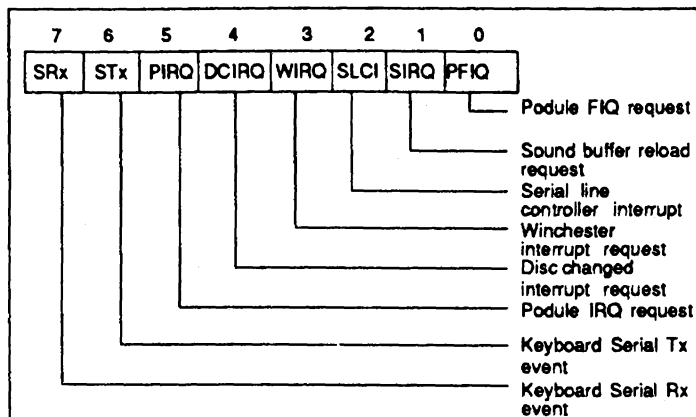 7 6 5 4 3 2 1 0
SRx STx PIRQ DCIRQ WIRQ SLCI SIRQ PFIQ
Podule FIQ request
Sound buffer reload
request
Serial line
controller interrupt
Winchester
interrupt request
Disc changed
interrupt request
Podule IRQ request
Keyboard Serial Tx
event
Keyboard Serial Rx
event